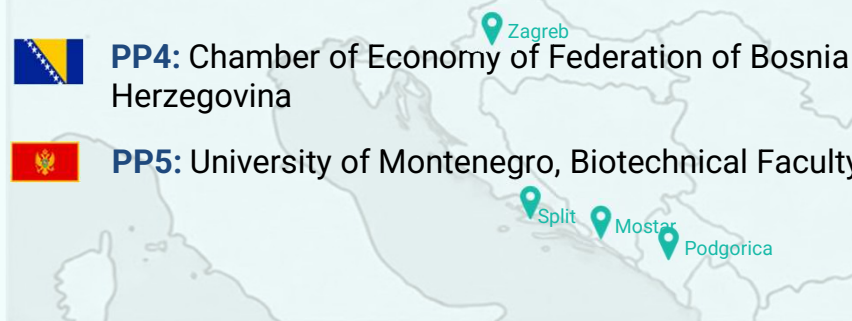 Zagreb
PP4: Chamber of Economy of Federation of Bosnia
Herzegovina
PP5: University of Montenegro, Biotechnical Faculty
Split
Mostar
Podgorica